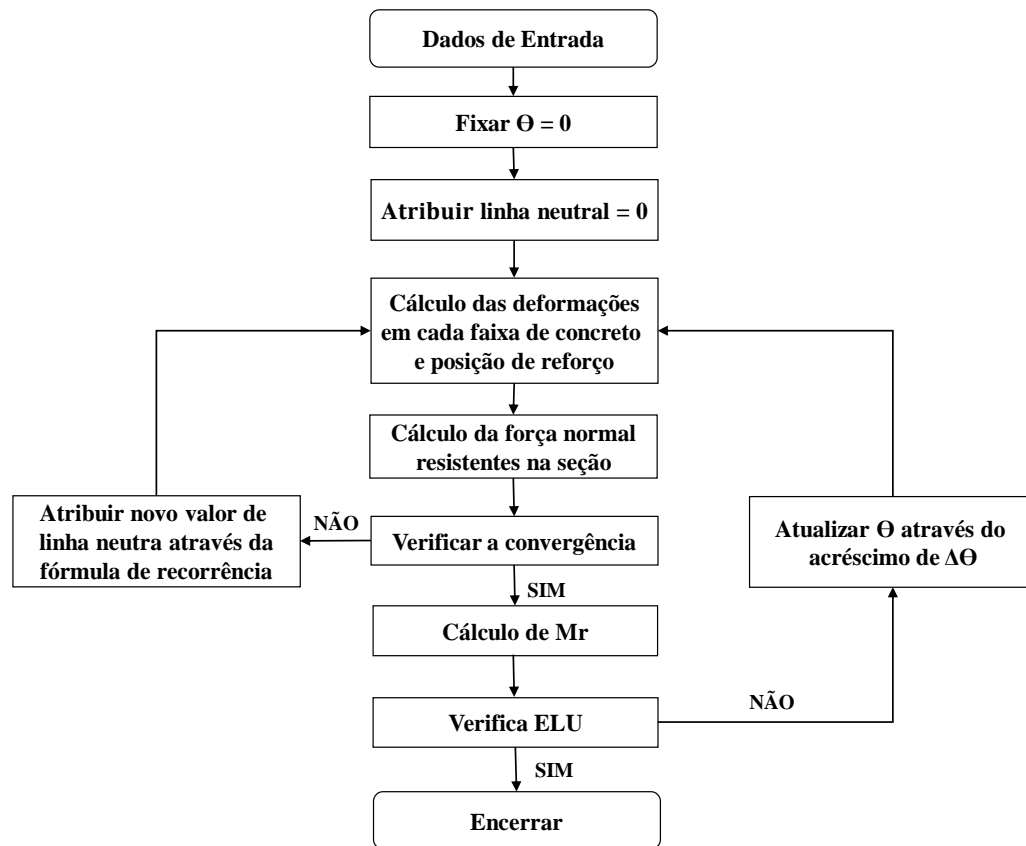 Dados de Entrada
Fixar Ɵ = 0
Atribuir linha neutral = 0
Cálculo das deformações
em cada faixa de concreto
e posição de reforço
Cálculo da força normal
resistentes na seção
Atribuir novo valor de
linha neutra através da
fórmula de recorrência
NÃO
Verificar a convergência
Atualizar Ɵ através do
acréscimo de ΔƟ
SIM
Cálculo de Mr
Verifica ELU
NÃO
SIM
Encerrar